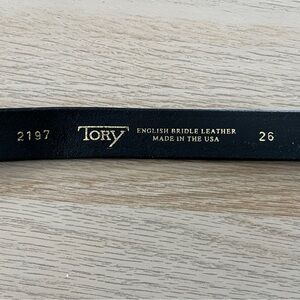 2197 TORY ENGLISH BRIDLE LEATHER 26
MADE IN THE USA